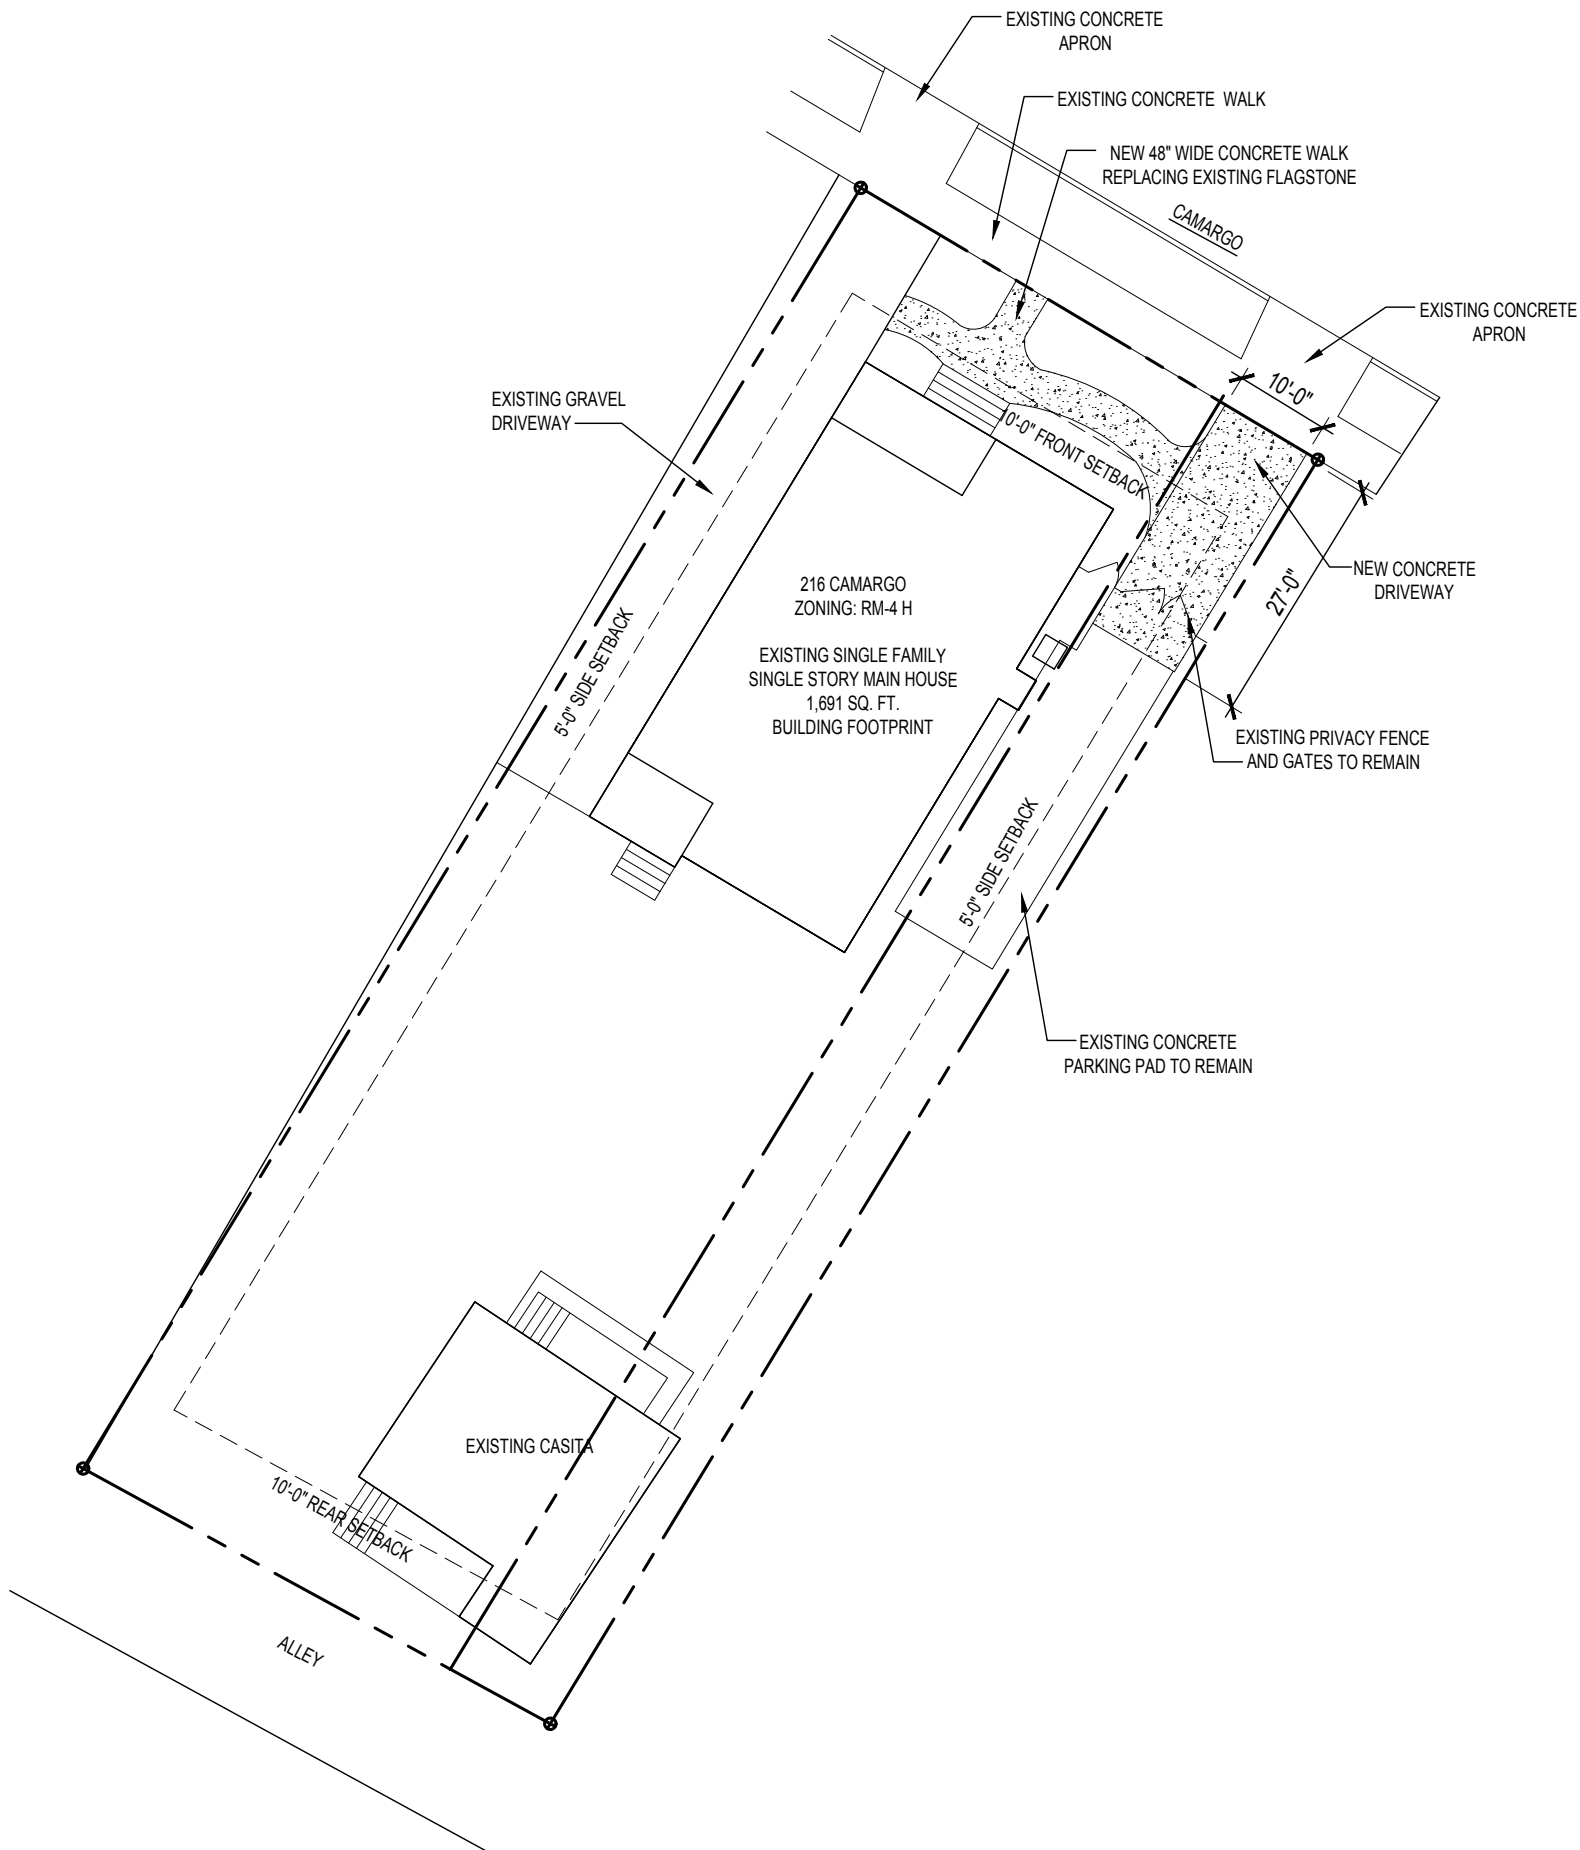 EXISTING CONCRETE
APRON
EXISTING CONCRETE WALK
NEW 48" WIDE CONCRETE WALK
REPLACING EXISTING FLAGSTONE
CAMARGO
EXISTING CONCRETE
APRON
10'-0"
EXISTING GRAVEL
DRIVEWAY
10'-0" FRONT SETBACK
NEW CONCRETE
DRIVEWAY
27'-0"
216 CAMARGO
ZONING: RM-4 H
EXISTING SINGLE FAMILY
SINGLE STORY MAIN HOUSE
1,691 SQ. FT.
BUILDING FOOTPRINT
5'-0" SIDE SETBACK
EXISTING PRIVACY FENCE
AND GATES TO REMAIN
5'-0" SIDE SETBACK
EXISTING CONCRETE
PARKING PAD TO REMAIN
EXISTING CASITA
10'-0" REAR SETBACK
ALLEY